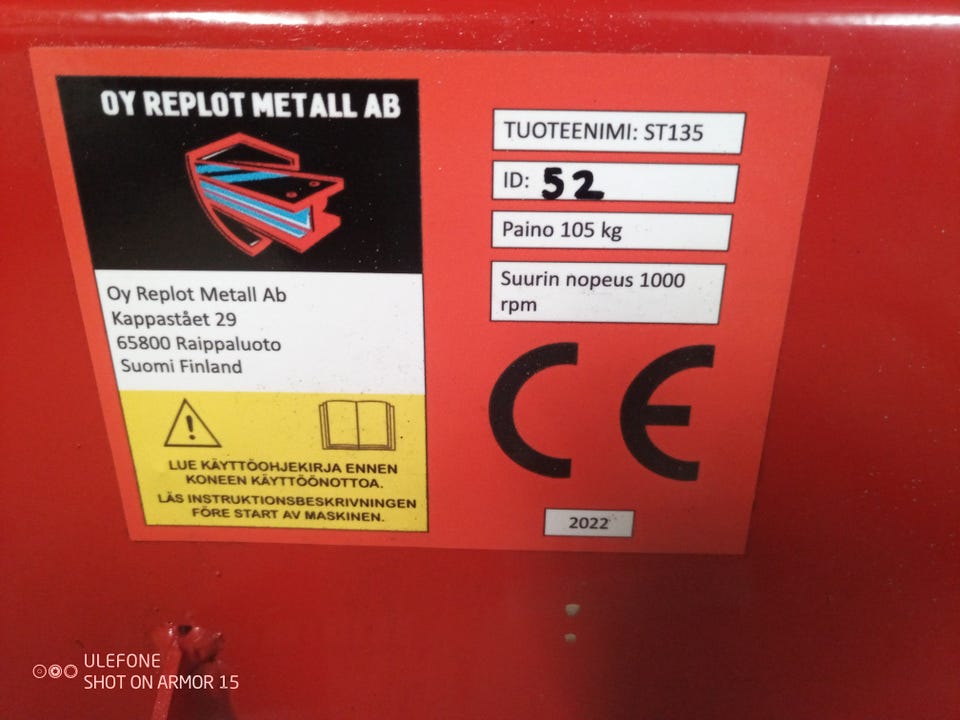 OY REPLOT METALL AB
Oy Replot Metall Ab
Kappastået 29
65800 Raippaluoto
Suomi Finland
LUE KÄYTTÖOHJEKIRJA ENNEN
KONEEN KÄYTTÖÖNOTTOA.
LÄS INSTRUKTIONSBESKRIVNINGEN
FÖRE START AV MASKINEN.
TUOTEENIMI: ST135
ID: 52
Paino 105 kg
Suurin nopeus 1000
rpm
CE
2022
ULEFONE
SHOT ON ARMOR 15